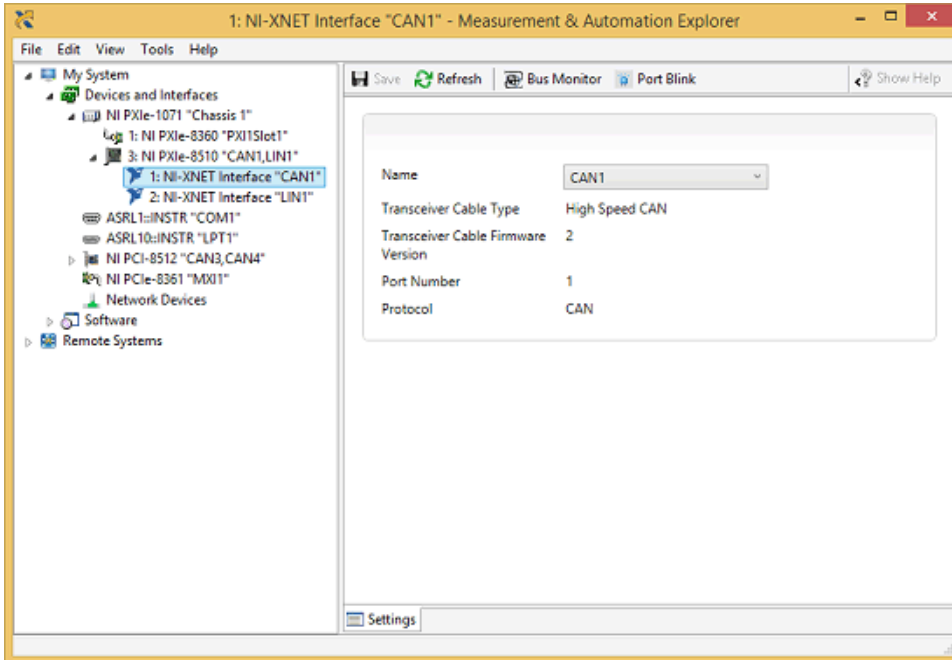 1: NI-XNET Interface "CAN1" - Measurement & Automation Explorer
File Edit View Tools Help
My System
Devices and Interfaces
NI PXIe-1071 "Chassis 1"
1: NI PXIe-8360 "PXI1Slot1"
3: NI PXIe-8510 "CAN1,LIN1"
1: NI-XNET Interface "CAN1"
2: NI-XNET Interface "LIN1"
ASRL1::INSTR "COM1"
ASRL10::INSTR "LPT1"
NI PCI-8512 "CAN3,CAN4"
NI PCIe-8361 "MXI1"
Network Devices
Software
Remote Systems
Save Refresh Bus Monitor Port Blink Show Help
Name CAN1
Transceiver Cable Type High Speed CAN
Transceiver Cable Firmware 2
Version
Port Number 1
Protocol CAN
Settings